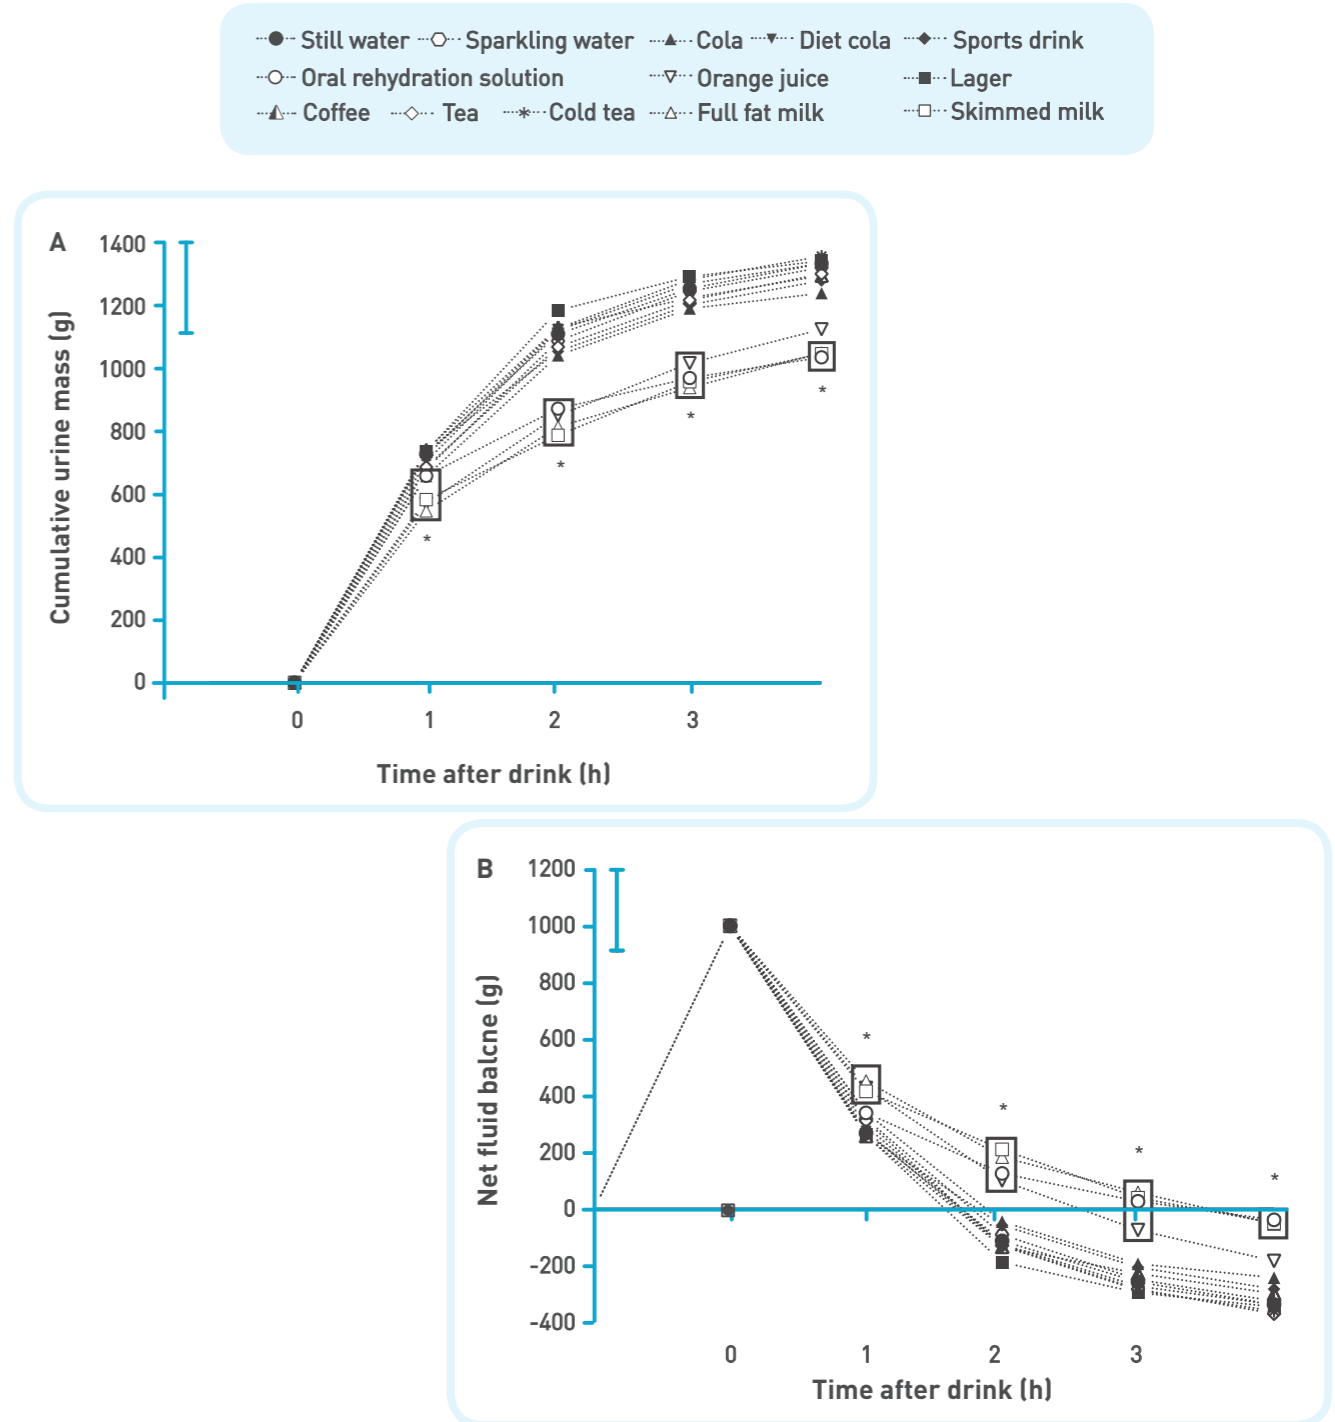 Still water Sparkling water Cola Diet cola Sports drink
Oral rehydration solution Orange juice Lager
Coffee Tea Cold tea Full fat milk Skimmed milk
A
1400
1200
1000
800
600
400
200
0
Cumulative urine mass (g)
*
*
*
*
0 1 2 3
Time after drink (h)
B
1200
1000
800
600
400
200
0
-200
-400
Net fluid balcne (g)
*
*
*
*
0 1 2 3
Time after drink (h)